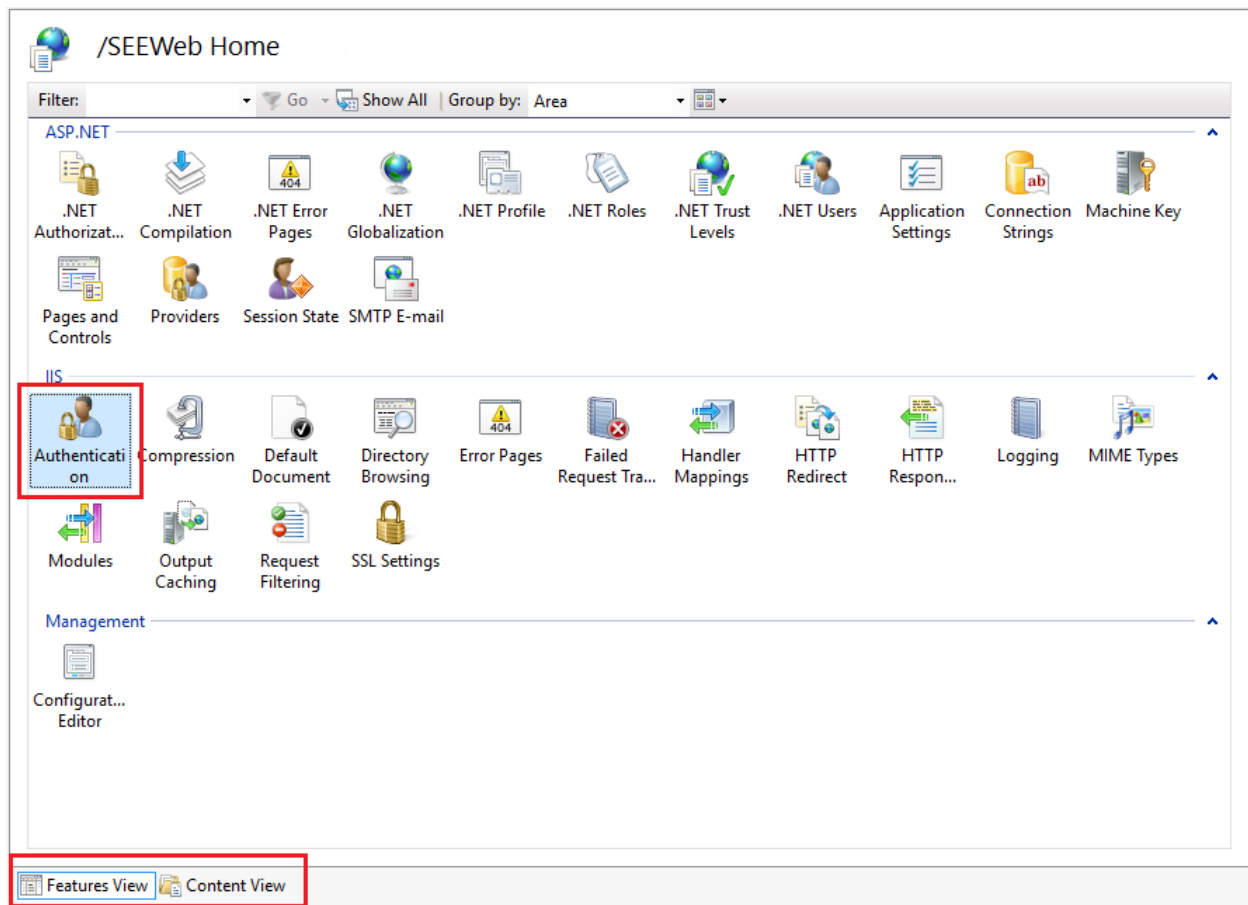 /SEEWeb Home
Filter: Go Show All Group by: Area
ASP.NET
.NET Authorizat...
.NET Compilation
404
.NET Error Pages
.NET Globalization
.NET Profile
.NET Roles
.NET Trust Levels
.NET Users
Application Settings
ab
Connection Strings
Machine Key
Pages and Controls
Providers
Session State
SMTP E-mail
IIS
Authenticati on
Compression
Default Document
Directory Browsing
404
Error Pages
Failed Request Tra...
Handler Mappings
HTTP Redirect
HTTP Respon...
Logging
MIME Types
Modules
Output Caching
Request Filtering
SSL Settings
Management
Configurat... Editor
Features View Content View